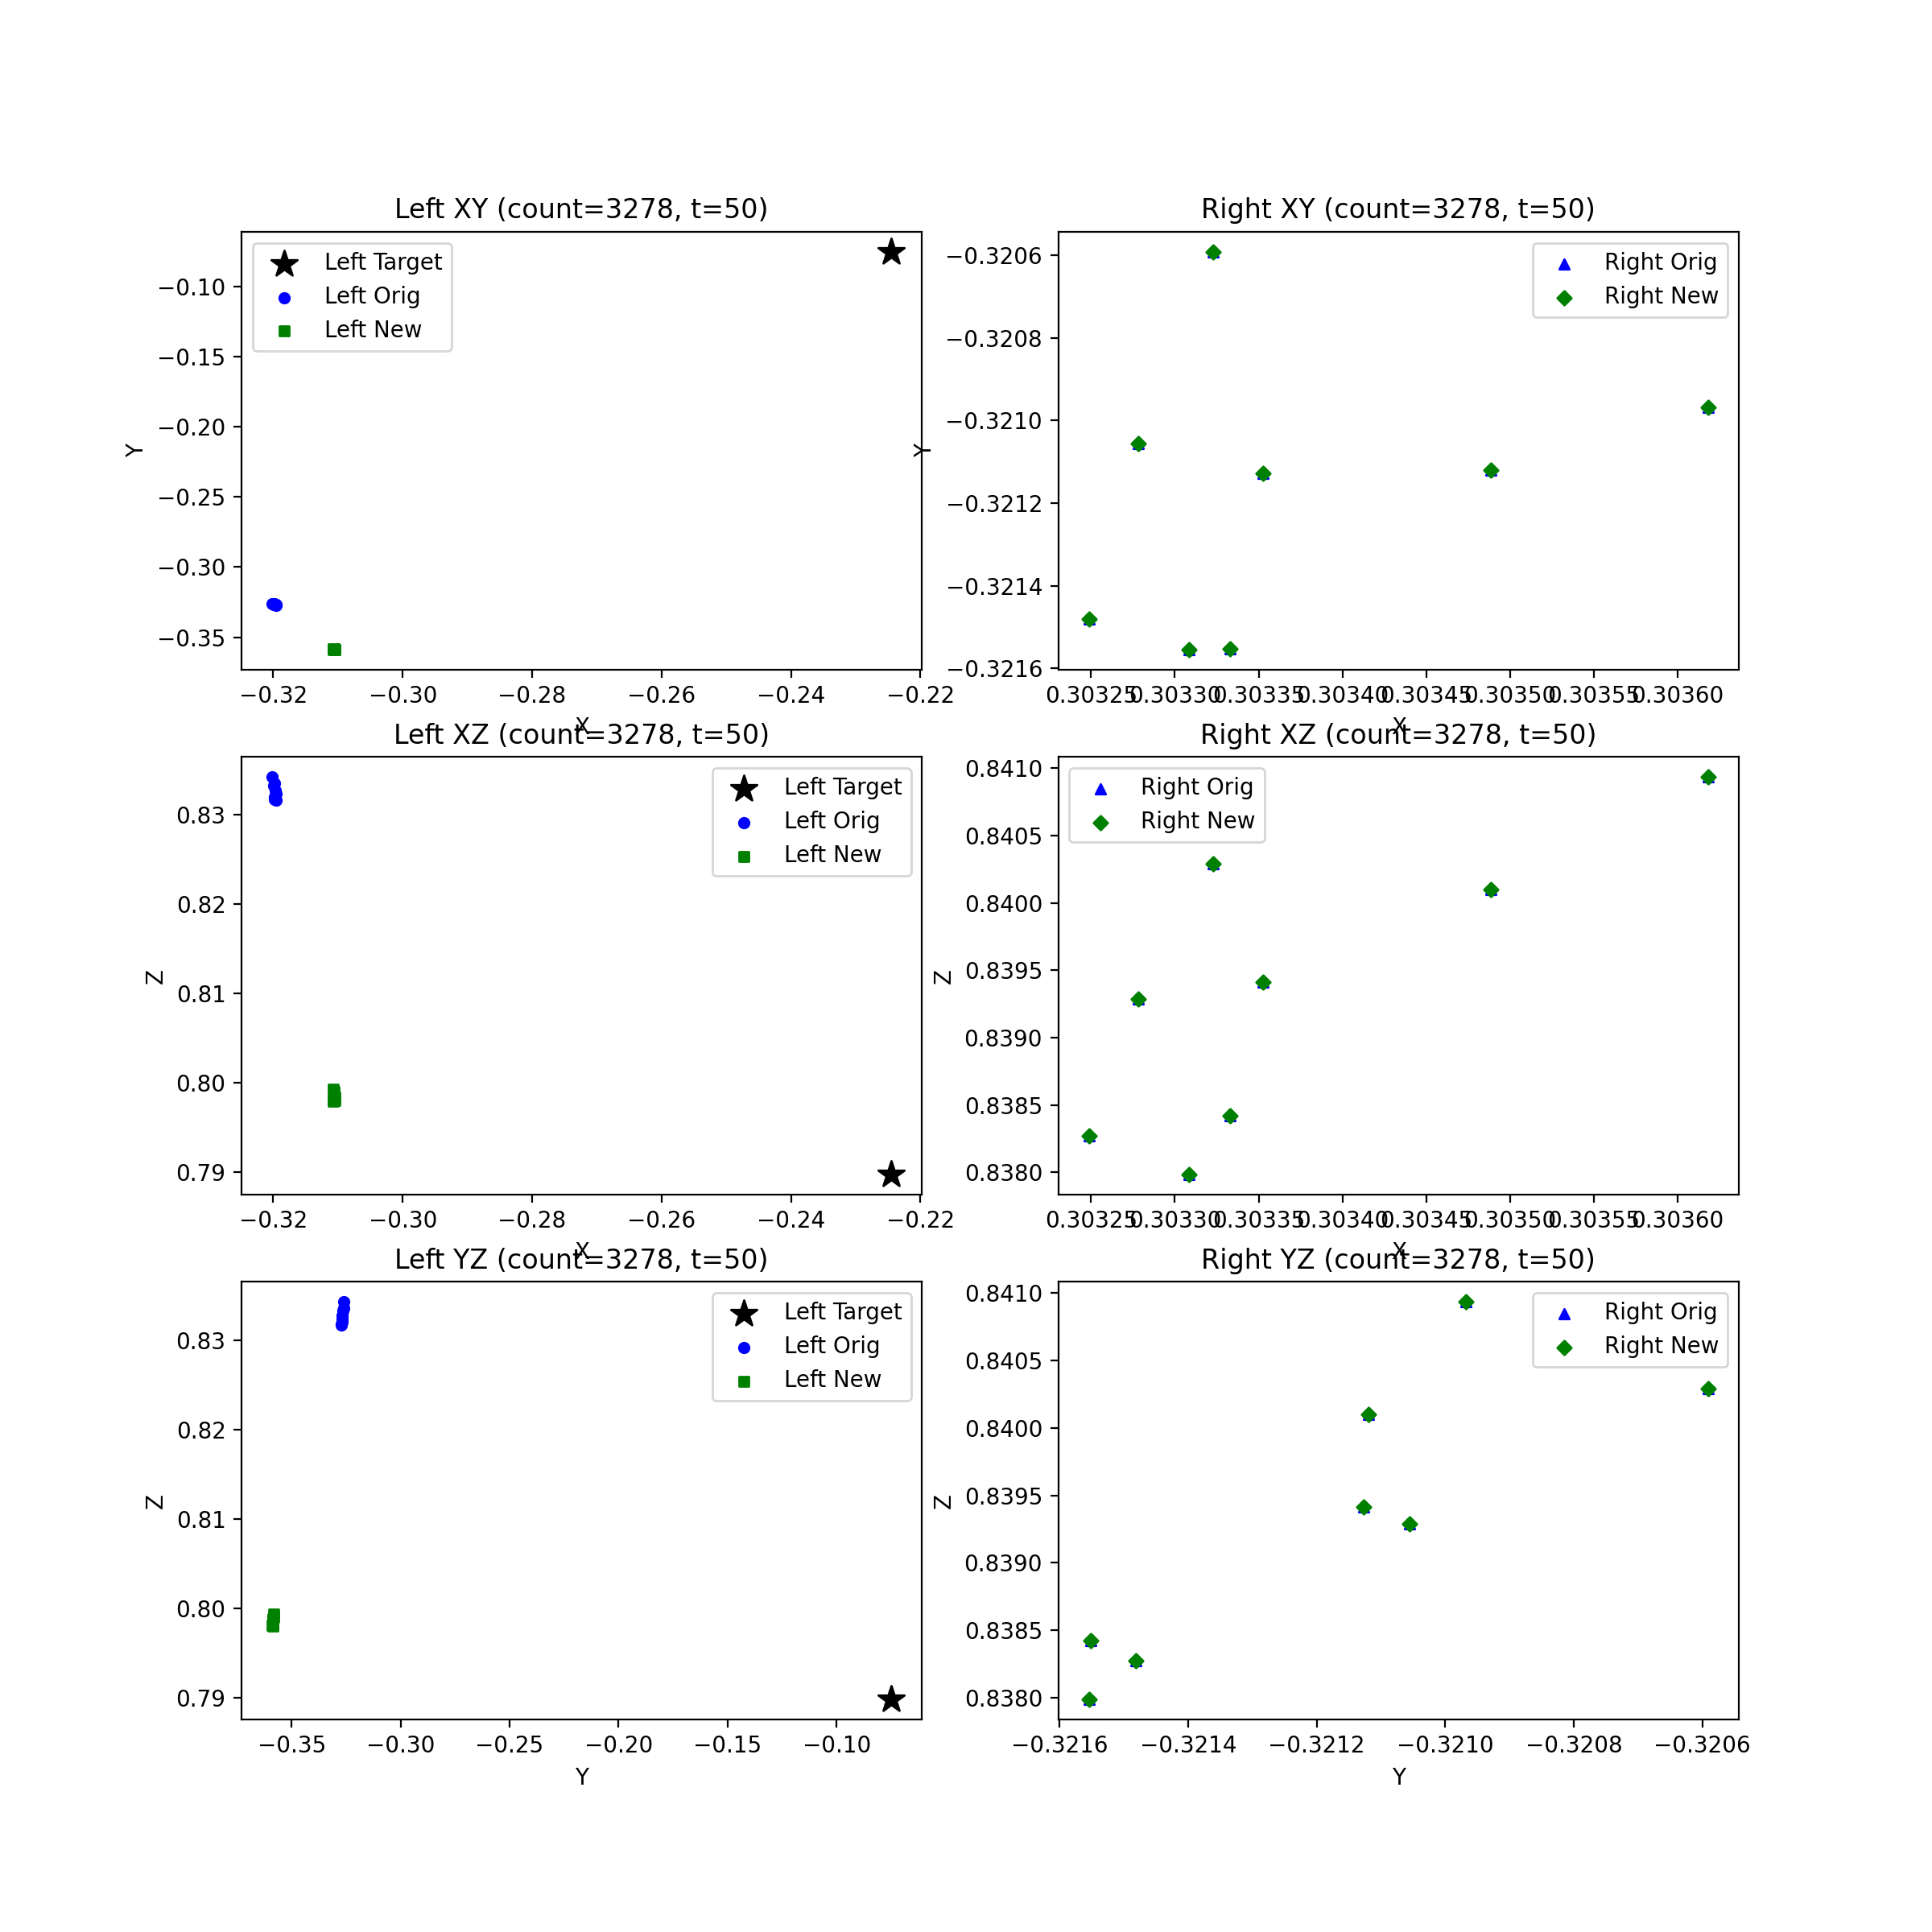 Left XY (count=3278, t=50)
Left Target
Left Orig
Left New
−0.10
−0.15
−0.20
−0.25
−0.30
−0.35
Y
−0.32 −0.30 −0.28 −0.26 −0.24 −0.22
X
Right XY (count=3278, t=50)
Right Orig
Right New
−0.3206
−0.3208
−0.3210
−0.3212
−0.3214
−0.3216
Y
0.30325 0.30330 0.30335 0.30340 0.30345 0.30350 0.30355 0.30360
X
Left XZ (count=3278, t=50)
Left Target
Left Orig
Left New
0.83
0.82
0.81
0.80
0.79
Z
−0.32 −0.30 −0.28 −0.26 −0.24 −0.22
X
Right XZ (count=3278, t=50)
Right Orig
Right New
0.8410
0.8405
0.8400
0.8395
0.8390
0.8385
0.8380
Z
0.30325 0.30330 0.30335 0.30340 0.30345 0.30350 0.30355 0.30360
X
Left YZ (count=3278, t=50)
Left Target
Left Orig
Left New
0.83
0.82
0.81
0.80
0.79
Z
−0.35 −0.30 −0.25 −0.20 −0.15 −0.10
Y
Right YZ (count=3278, t=50)
Right Orig
Right New
0.8410
0.8405
0.8400
0.8395
0.8390
0.8385
0.8380
Z
−0.3216 −0.3214 −0.3212 −0.3210 −0.3208 −0.3206
Y